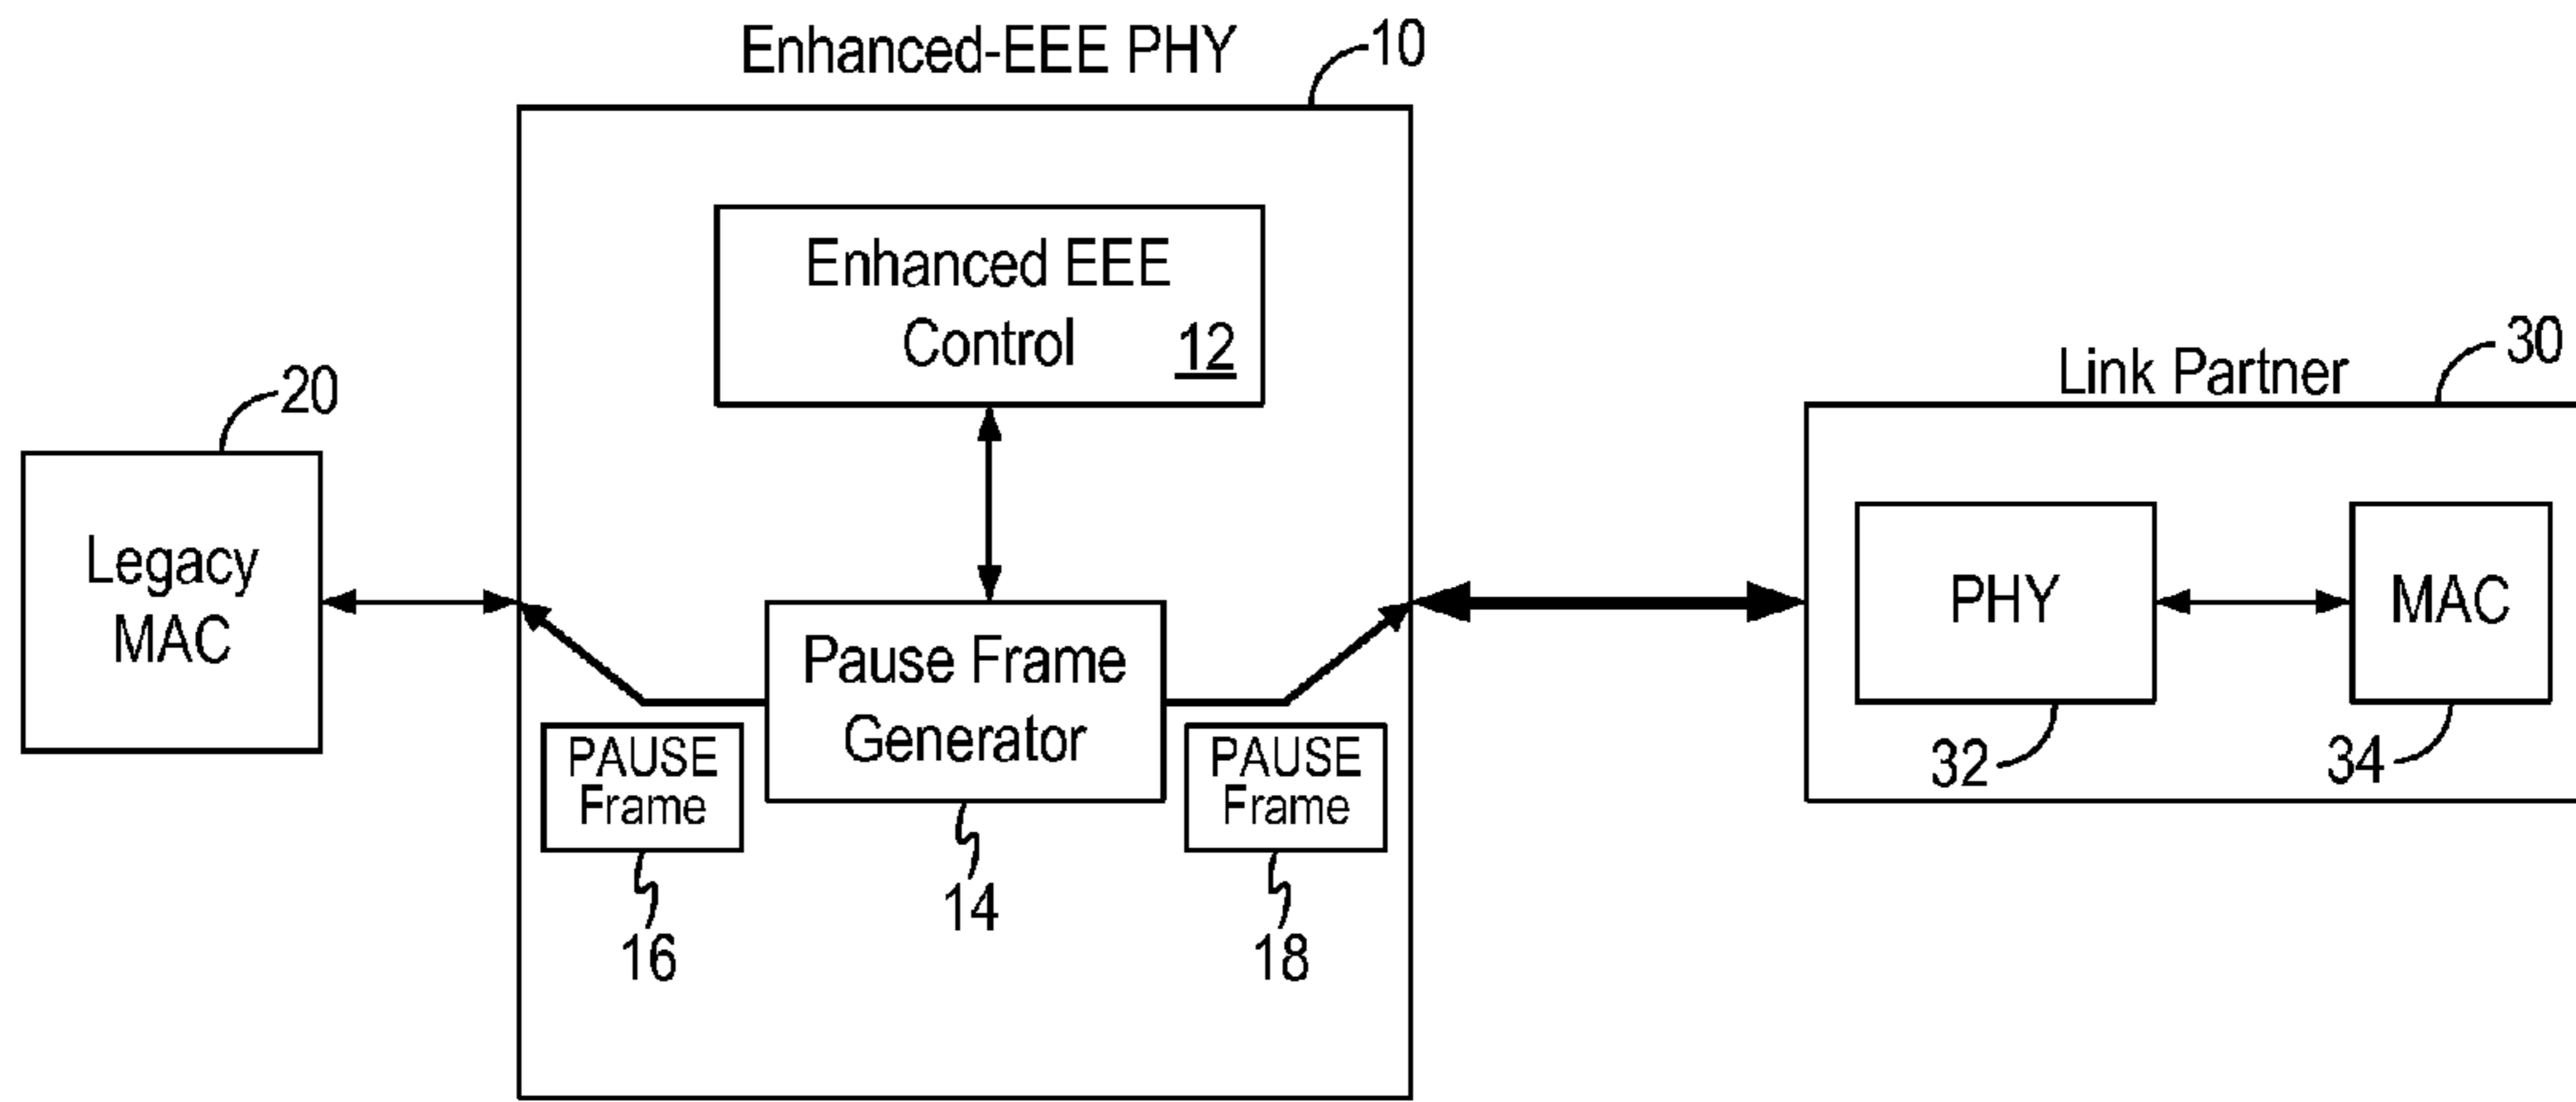 Enhanced-EEE PHY
10
Enhanced EEE
Control
12
20
Legacy
MAC
Pause Frame
Generator
14
PAUSE
Frame
16
PAUSE
Frame
18
Link Partner
30
PHY
32
MAC
34